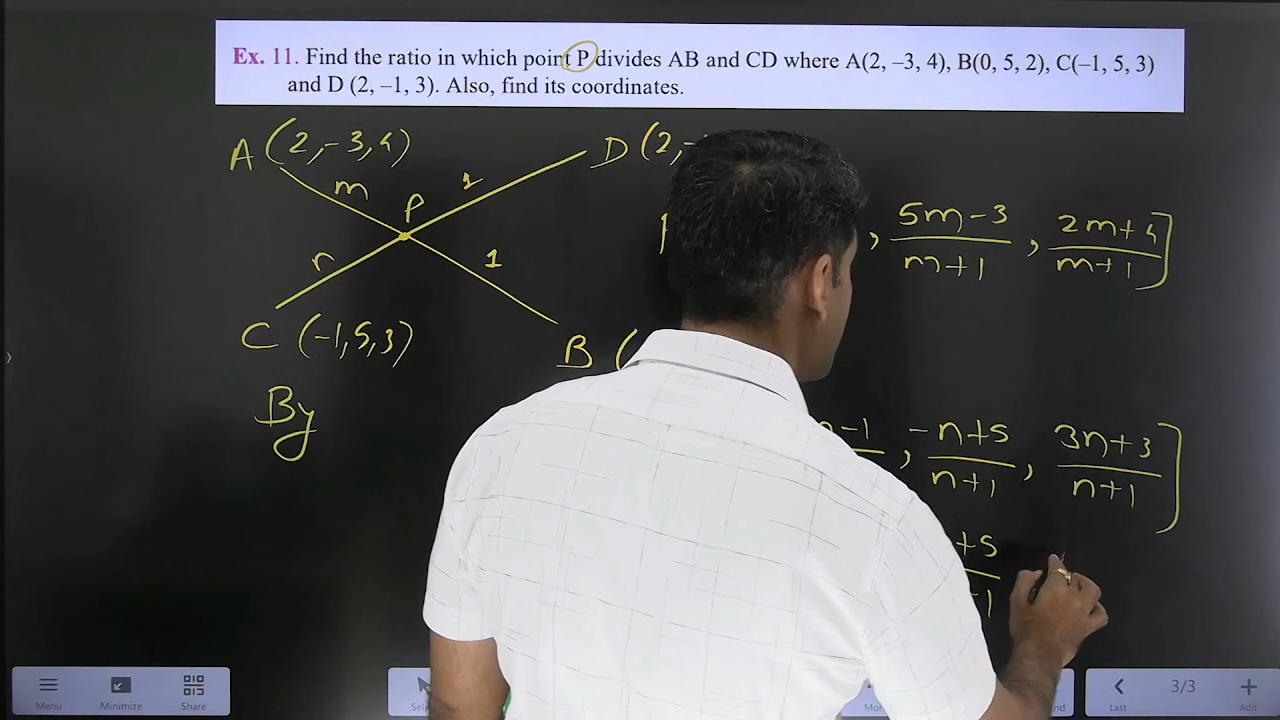 Ex. 11. Find the ratio in which point P divides AB and CD where A(2, –3, 4), B(0, 5, 2), C(–1, 5, 3)
and D (2, –1, 3). Also, find its coordinates.
A (2, -3, 4)
D (2, -
m
1
P
n
1
, 5m-3/m+1 , 2m+4/m+1 ]
C (-1, 5, 3)
B (
By
-1 , -n+5/n+1 , 3n+3/n+1 ]
+5
1
Menu
Minimize
Share
Last
3/3
Add